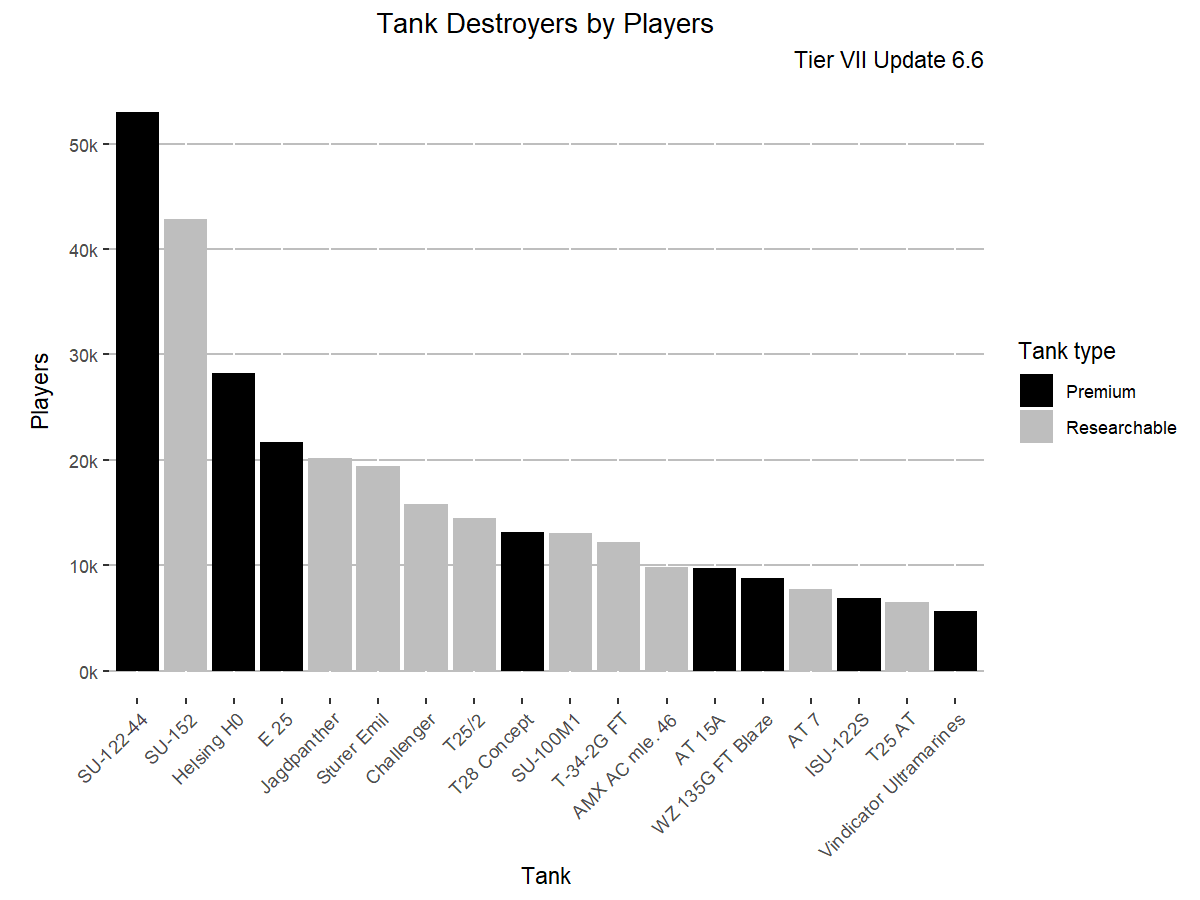 Tank Destroyers by Players
Tier VII Update 6.6
Players
50k
40k
30k
20k
10k
0k
SU-122-44
SU-152
Helsing H0
E 25
Jagdpanther
Sturer Emil
Challenger
T25/2
T28 Concept
SU-100M1
T-34-2G FT
AMX AC mle. 46
AT 15A
WZ 135G FT Blaze
AT 7
ISU-122S
T25 AT
Vindicator Ultramarines
Tank
Tank type
Premium
Researchable